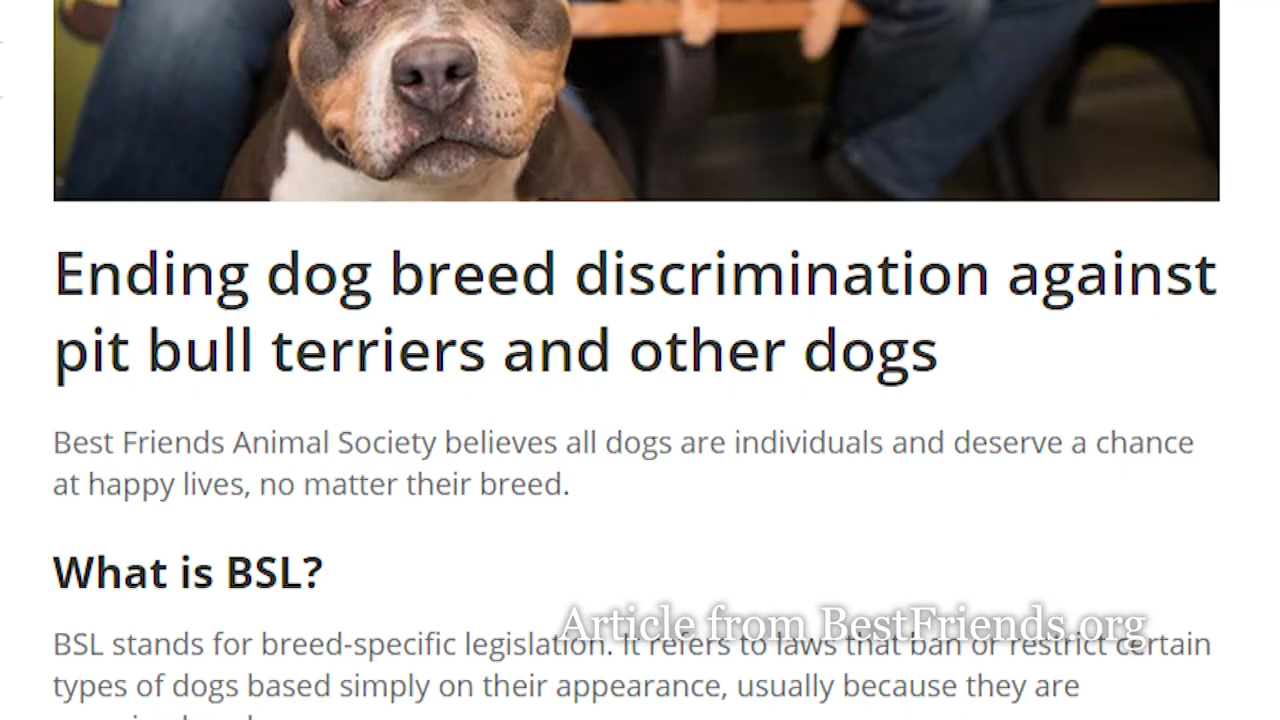 Ending dog breed discrimination against
pit bull terriers and other dogs
Best Friends Animal Society believes all dogs are individuals and deserve a chance
at happy lives, no matter their breed.
What is BSL?
Article from BestFriends.org
BSL stands for breed-specific legislation. It refers to laws that ban or restrict certain
types of dogs based simply on their appearance, usually because they are